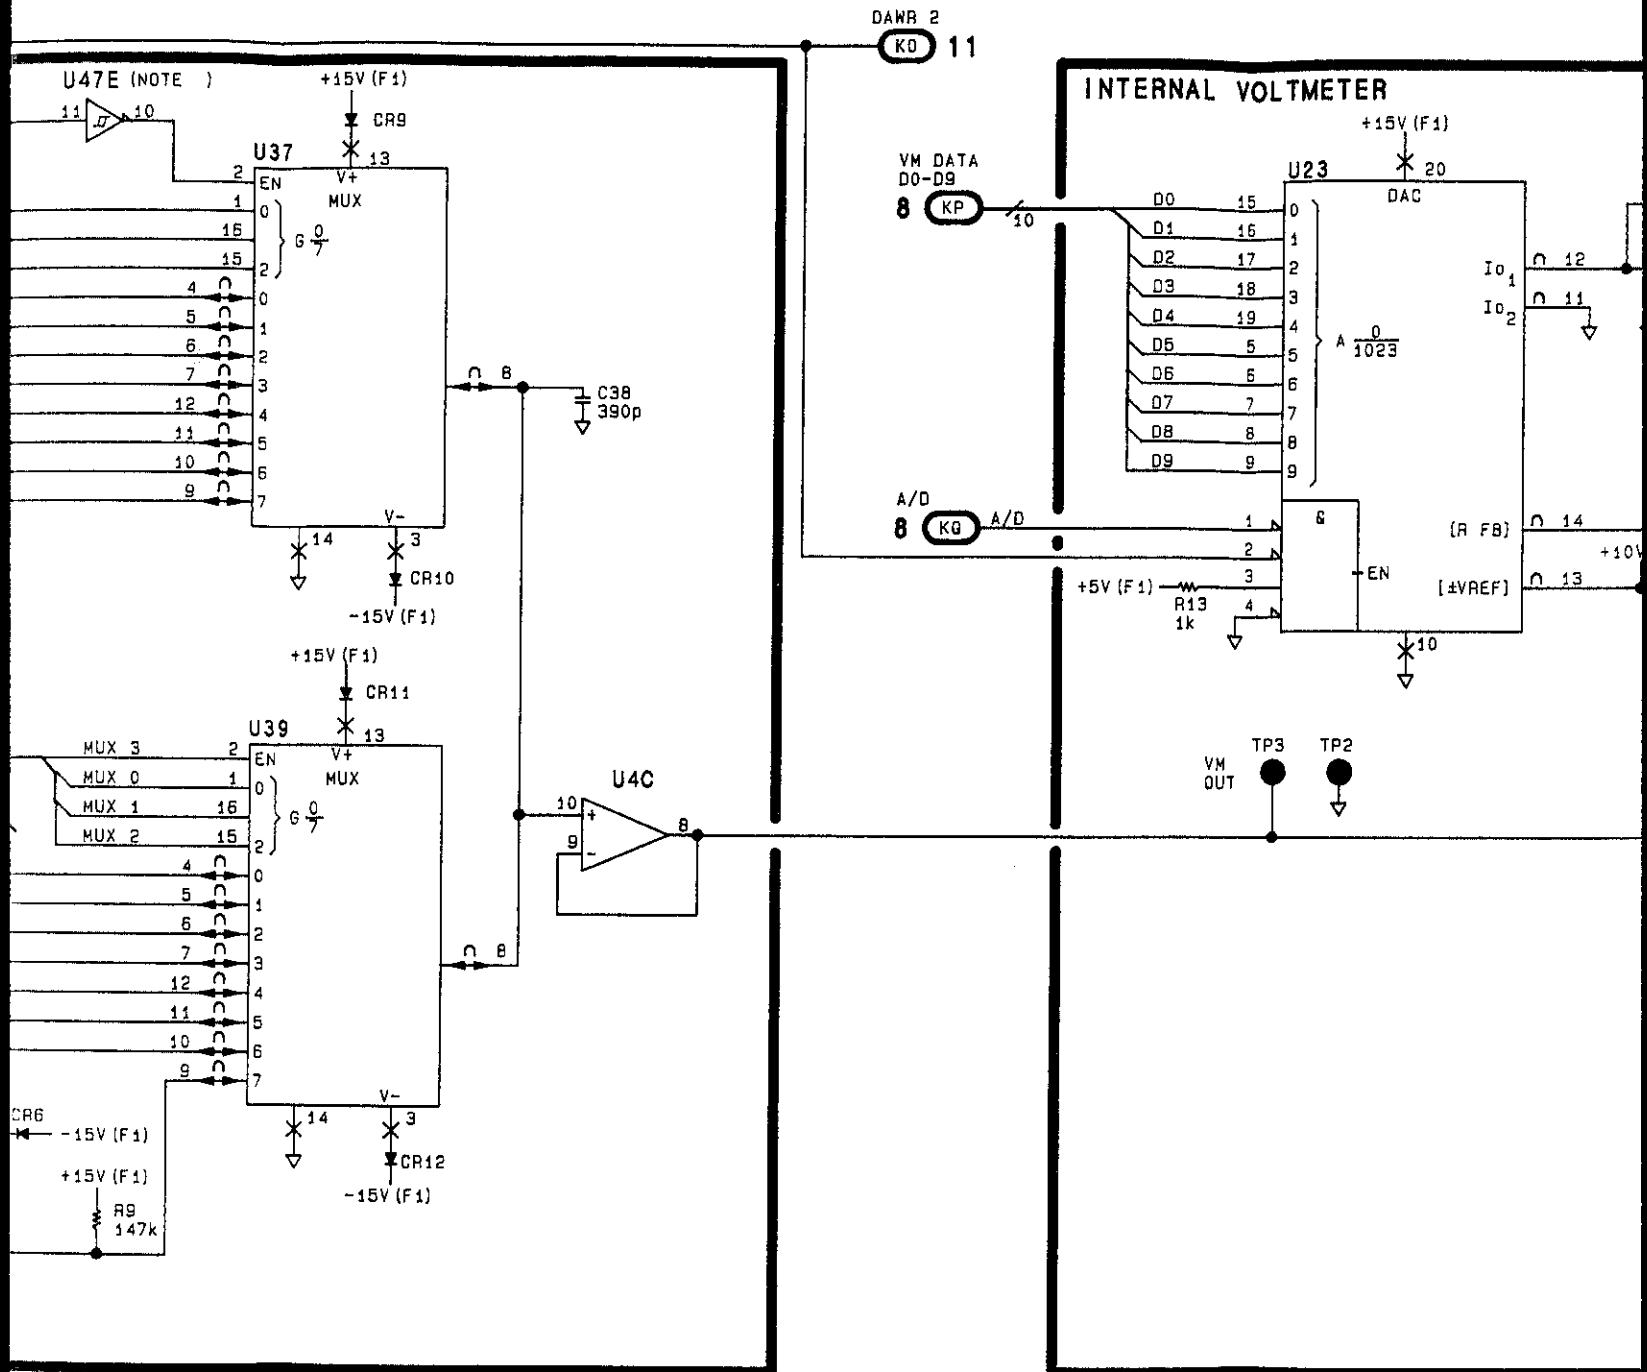 DAWR 2
KO 11
U47E (NOTE )
11 10
+15V (F1)
CR9
13
U37
V+
MUX
2 EN
1 0
16
15 2
G 0/7
4 0
5 1
6 2
7 3
12 4
11 5
10 6
9 7
8
C38
390p
V-
14
3
CR10
-15V (F1)
+15V (F1)
CR11
13
U39
V+
MUX
MUX 3 2 EN
MUX 0 1 0
MUX 1 16
MUX 2 15 2
G 0/7
4 0
5 1
6 2
7 3
12 4
11 5
10 6
9 7
8
U4C
10 +
9 -
8
V-
14
3
CR12
-15V (F1)
CR6
-15V (F1)
+15V (F1)
R9
147k
INTERNAL VOLTMETER
+15V (F1)
20
U23
DAC
VM DATA
D0-D9
8 KP
10
D0 15 0
D1 16 1
D2 17 2
D3 18 3
D4 19 4
D5 5 5
D6 6 6
D7 7 7
D8 8 8
D9 9 9
A 0/1023
Io1 12
Io2 11
A/D
8 KQ A/D
1
2
+5V (F1)
R13
1k
3
4
&
EN
[R FB] 14
+10V
[±VREF] 13
10
VM
OUT
TP3
TP2